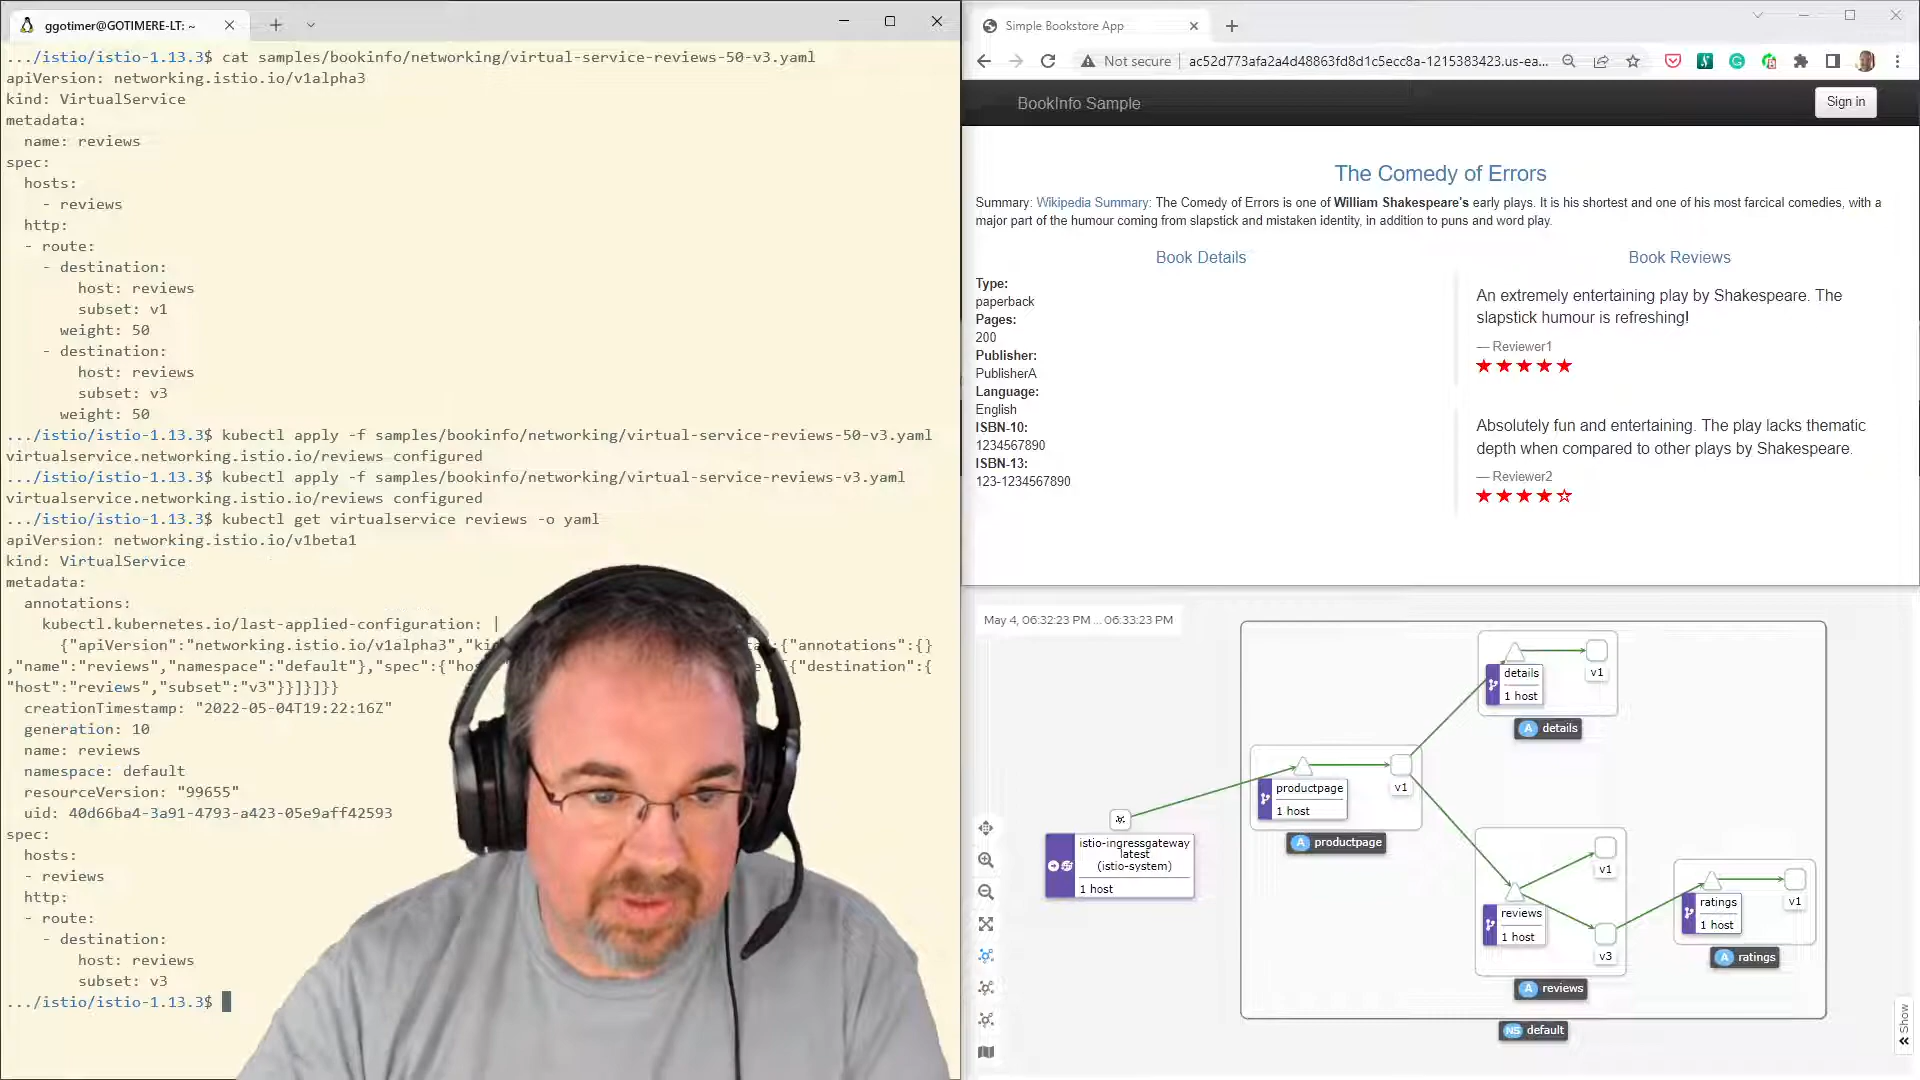 ggotimer@GOTIMERE-LT: ~
.../istio/istio-1.13.3$ cat samples/bookinfo/networking/virtual-service-reviews-50-v3.yaml
apiVersion: networking.istio.io/v1alpha3
kind: VirtualService
metadata:
  name: reviews
spec:
  hosts:
    - reviews
  http:
  - route:
    - destination:
        host: reviews
        subset: v1
      weight: 50
    - destination:
        host: reviews
        subset: v3
      weight: 50
.../istio/istio-1.13.3$ kubectl apply -f samples/bookinfo/networking/virtual-service-reviews-50-v3.yaml
virtualservice.networking.istio.io/reviews configured
.../istio/istio-1.13.3$ kubectl apply -f samples/bookinfo/networking/virtual-service-reviews-v3.yaml
virtualservice.networking.istio.io/reviews configured
.../istio/istio-1.13.3$ kubectl get virtualservice reviews -o yaml
apiVersion: networking.istio.io/v1beta1
kind: VirtualService
metadata:
  annotations:
    kubectl.kubernetes.io/last-applied-configuration: |
      {"apiVersion":"networking.istio.io/v1alpha3", :{"annotations":{}
,"name":"reviews","namespace":"default"},"spec":{ [{"destination":{
"host":"reviews","subset":"v3"}}]}]}}
  creationTimestamp: "2022-05-04T19:22:16Z"
  generation: 10
  name: reviews
  namespace: default
  resourceVersion: "99655"
  uid: 40d66ba4-3a91-4793-a423-05e9aff42593
spec:
  hosts:
  - reviews
  http:
  - route:
    - destination:
        host: reviews
        subset: v3
.../istio/istio-1.13.3$
Simple Bookstore App
Not secure ac52d773afa2a4d48863fd8d1c5ecc8a-1215383423.us-ea...
BookInfo Sample
Sign in
The Comedy of Errors
Summary: Wikipedia Summary: The Comedy of Errors is one of William Shakespeare's early plays. It is his shortest and one of his most farcical comedies, with a
major part of the humour coming from slapstick and mistaken identity, in addition to puns and word play.
Book Details
Type:
paperback
Pages:
200
Publisher:
PublisherA
Language:
English
ISBN-10:
1234567890
ISBN-13:
123-1234567890
Book Reviews
An extremely entertaining play by Shakespeare. The
slapstick humour is refreshing!
— Reviewer1
Absolutely fun and entertaining. The play lacks thematic
depth when compared to other plays by Shakespeare.
— Reviewer2
May 4, 06:32:23 PM ... 06:33:23 PM
istio-ingressgateway
latest
(istio-system)
1 host
productpage
1 host
v1
A productpage
details
1 host
v1
A details
reviews
1 host
v1
v3
A reviews
ratings
1 host
v1
A ratings
NS default
Show